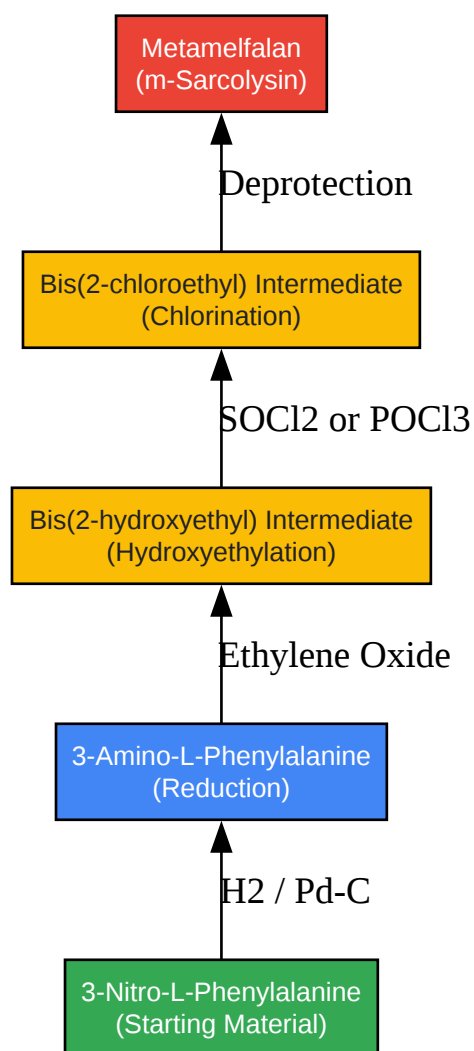 Metamelfalan
(m-Sarcolysin)
Deprotection
Bis(2-chloroethyl) Intermediate
(Chlorination)
SOCl2 or POCl3
Bis(2-hydroxyethyl) Intermediate
(Hydroxyethylation)
Ethylene Oxide
3-Amino-L-Phenylalanine
(Reduction)
H2 / Pd-C
3-Nitro-L-Phenylalanine
(Starting Material)